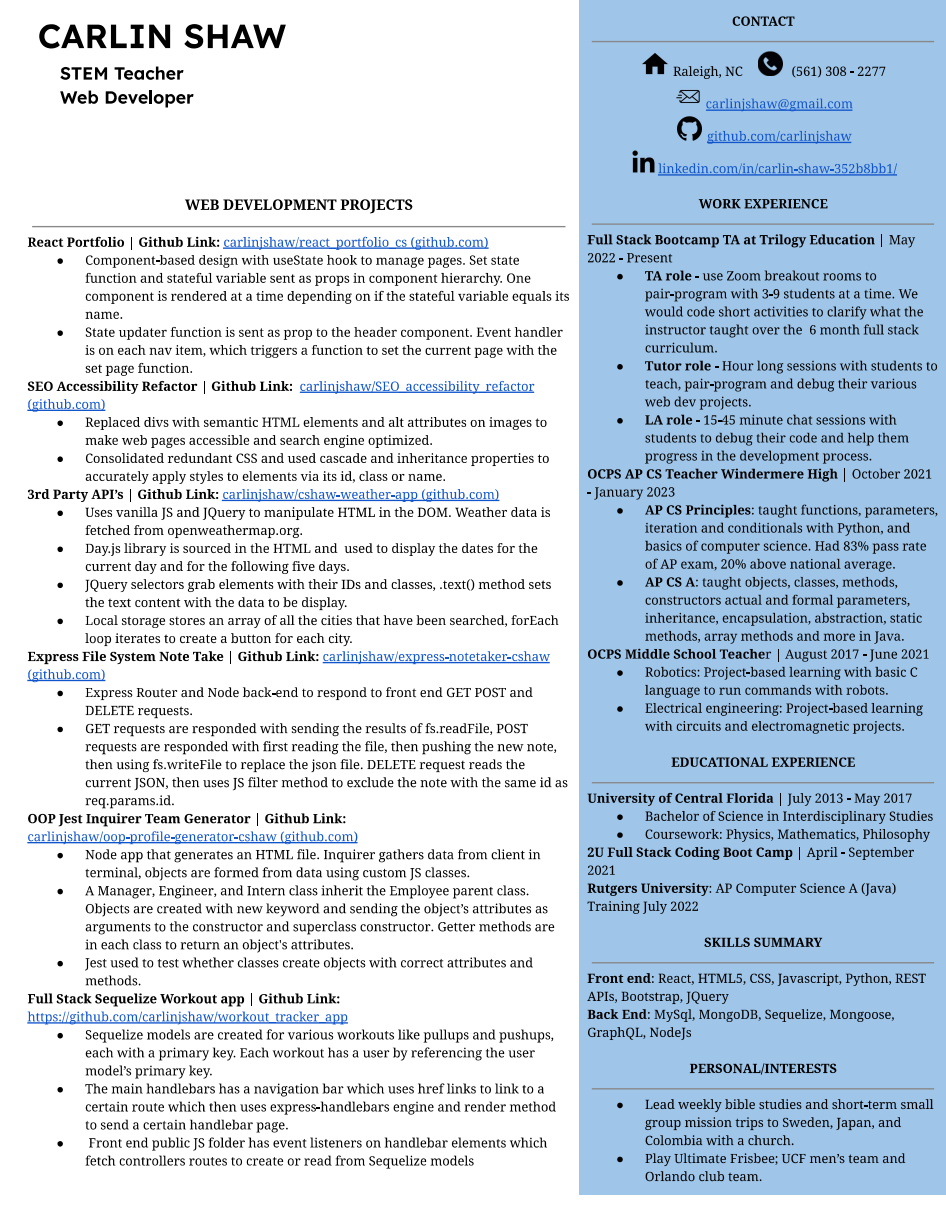 CARLIN SHAW
STEM Teacher
Web Developer
WEB DEVELOPMENT PROJECTS
React Portfolio | Github Link: carlinjshaw/react_portfolio_cs (github.com)
● Component-based design with useState hook to manage pages. Set state
function and stateful variable sent as props in component hierarchy. One
component is rendered at a time depending on if the stateful variable equals its
name.
● State updater function is sent as prop to the header component. Event handler
is on each nav item, which triggers a function to set the current page with the
set page function.
SEO Accessibility Refactor | Github Link: carlinjshaw/SEO_accessibility_refactor
(github.com)
● Replaced divs with semantic HTML elements and alt attributes on images to
make web pages accessible and search engine optimized.
● Consolidated redundant CSS and used cascade and inheritance properties to
accurately apply styles to elements via its id, class or name.
3rd Party API's | Github Link: carlinjshaw/cshaw-weather-app (github.com)
● Uses vanilla JS and JQuery to manipulate HTML in the DOM. Weather data is
fetched from openweathermap.org.
● Day.js library is sourced in the HTML and used to display the dates for the
current day and for the following five days.
● JQuery selectors grab elements with their IDs and classes, .text() method sets
the text content with the data to be display.
● Local storage stores an array of all the cities that have been searched, forEach
loop iterates to create a button for each city.
Express File System Note Take | Github Link: carlinjshaw/express-notetaker-cshaw
(github.com)
● Express Router and Node back-end to respond to front end GET POST and
DELETE requests.
● GET requests are responded with sending the results of fs.readFile, POST
requests are responded with first reading the file, then pushing the new note,
then using fs.writeFile to replace the json file. DELETE request reads the
current JSON, then uses JS filter method to exclude the note with the same id as
req.params.id.
OOP Jest Inquirer Team Generator | Github Link:
carlinjshaw/oop-profile-generator-cshaw (github.com)
● Node app that generates an HTML file. Inquirer gathers data from client in
terminal, objects are formed from data using custom JS classes.
● A Manager, Engineer, and Intern class inherit the Employee parent class.
Objects are created with new keyword and sending the object's attributes as
arguments to the constructor and superclass constructor. Getter methods are
in each class to return an object's attributes.
● Jest used to test whether classes create objects with correct attributes and
methods.
Full Stack Sequelize Workout app | Github Link:
https://github.com/carlinjshaw/workout_tracker_app
● Sequelize models are created for various workouts like pullups and pushups,
each with a primary key. Each workout has a user by referencing the user
model's primary key.
● The main handlebars has a navigation bar which uses href links to link to a
certain route which then uses express-handlebars engine and render method
to send a certain handlebar page.
● Front end public JS folder has event listeners on handlebar elements which
fetch controllers routes to create or read from Sequelize models
CONTACT
Raleigh, NC (561) 308 - 2277
carlinjshaw@gmail.com
github.com/carlinjshaw
linkedin.com/in/carlin-shaw-352b8bb1/
WORK EXPERIENCE
Full Stack Bootcamp TA at Trilogy Education | May
2022 - Present
● TA role - use Zoom breakout rooms to
pair-program with 3-9 students at a time. We
would code short activities to clarify what the
instructor taught over the 6 month full stack
curriculum.
● Tutor role - Hour long sessions with students to
teach, pair-program and debug their various
web dev projects.
● LA role - 15-45 minute chat sessions with
students to debug their code and help them
progress in the development process.
OCPS AP CS Teacher Windermere High | October 2021
- January 2023
● AP CS Principles: taught functions, parameters,
iteration and conditionals with Python, and
basics of computer science. Had 83% pass rate
of AP exam, 20% above national average.
● AP CS A: taught objects, classes, methods,
constructors actual and formal parameters,
inheritance, encapsulation, abstraction, static
methods, array methods and more in Java.
OCPS Middle School Teacher | August 2017 - June 2021
● Robotics: Project-based learning with basic C
language to run commands with robots.
● Electrical engineering: Project-based learning
with circuits and electromagnetic projects.
EDUCATIONAL EXPERIENCE
University of Central Florida | July 2013 - May 2017
● Bachelor of Science in Interdisciplinary Studies
● Coursework: Physics, Mathematics, Philosophy
2U Full Stack Coding Boot Camp | April - September
2021
Rutgers University: AP Computer Science A (Java)
Training July 2022
SKILLS SUMMARY
Front end: React, HTML5, CSS, Javascript, Python, REST
APIs, Bootstrap, JQuery
Back End: MySql, MongoDB, Sequelize, Mongoose,
GraphQL, NodeJs
PERSONAL/INTERESTS
● Lead weekly bible studies and short-term small
group mission trips to Sweden, Japan, and
Colombia with a church.
● Play Ultimate Frisbee; UCF men's team and
Orlando club team.